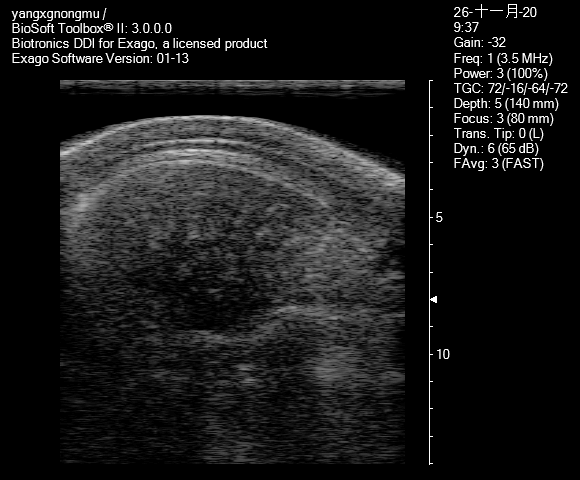 yangxgnongmu /
BioSoft Toolbox® II: 3.0.0.0
Biotronics DDI for Exago, a licensed product
Exago Software Version: 01-13
26-十一月-20
9:37
Gain: -32
Freq: 1 (3.5 MHz)
Power: 3 (100%)
TGC: 72/-16/-64/-72
Depth: 5 (140 mm)
Focus: 3 (80 mm)
Trans. Tip: 0 (L)
Dyn.: 6 (65 dB)
FAvg: 3 (FAST)
5
10